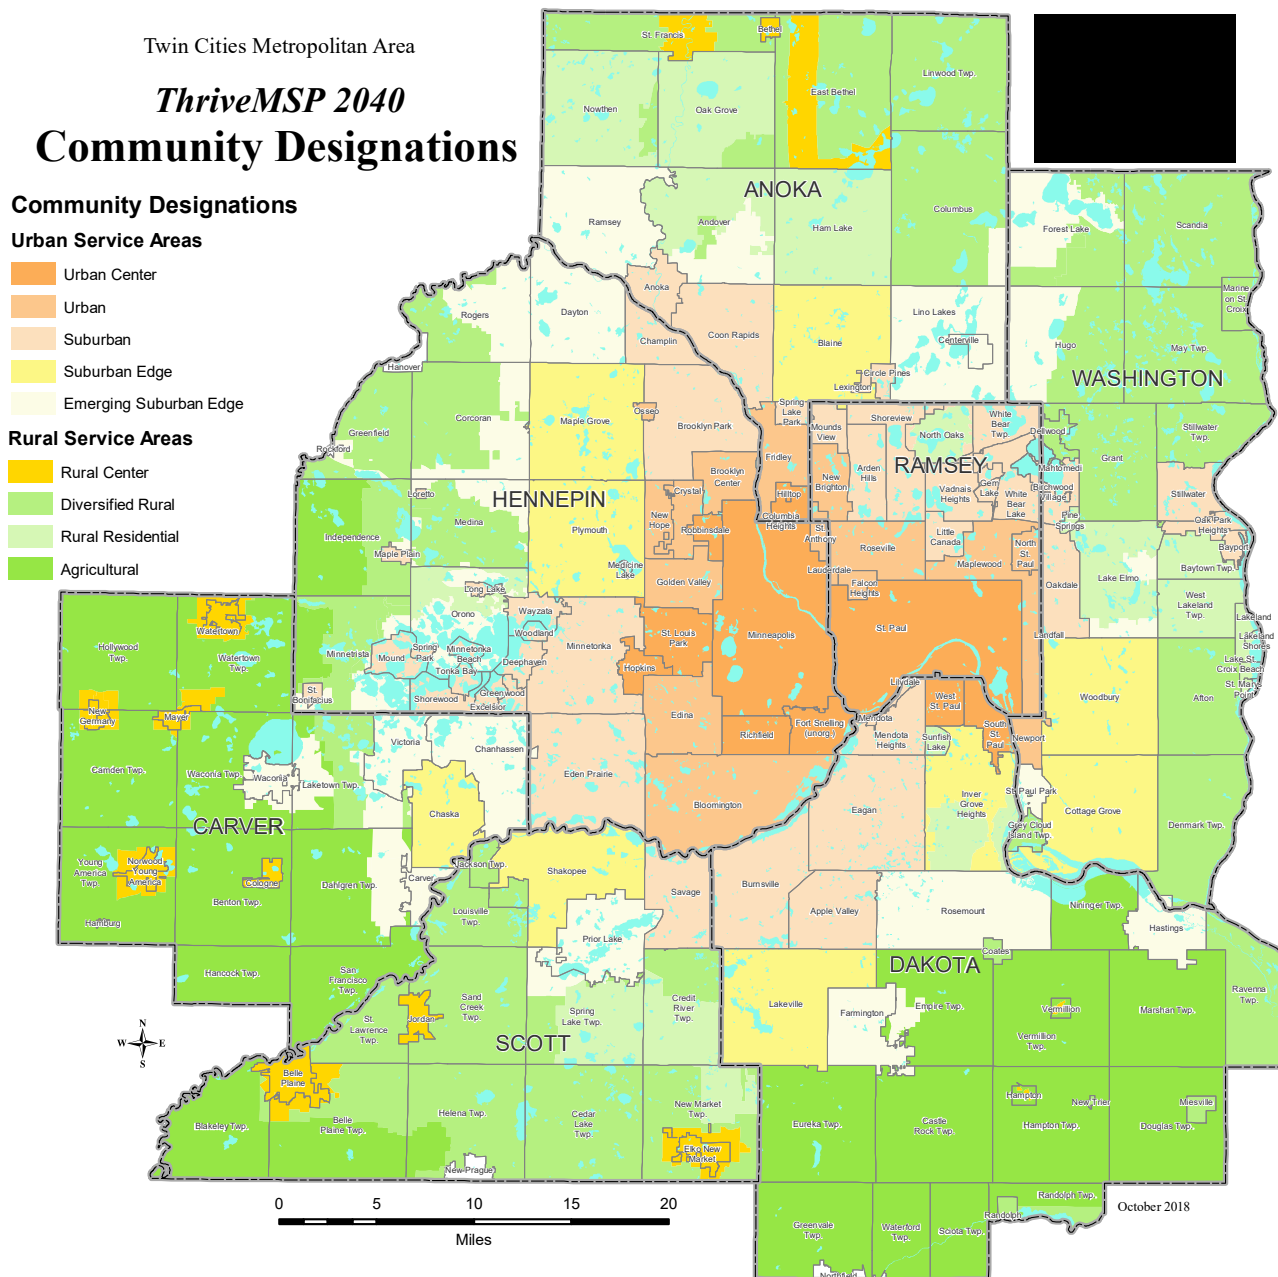 Twin Cities Metropolitan Area
ThriveMSP 2040
Community Designations
Community Designations
Urban Service Areas
Urban Center
Urban
Suburban
Suburban Edge
Emerging Suburban Edge
Rural Service Areas
Rural Center
Diversified Rural
Rural Residential
Agricultural
St. Francis
Bethel
Nowthen
Oak Grove
East Bethel
Linwood Twp.
ANOKA
Ramsey
Andover
Ham Lake
Columbus
Anoka
Coon Rapids
Blaine
Lino Lakes
Centerville
Circle Pines
Lexington
Spring
Lake
Park
Fridley
Hilltop
Columbia
Heights
Forest Lake
Scandia
Marine
on St.
Croix
Hugo
May Twp.
WASHINGTON
Dellwood
Grant
Stillwater
Twp.
Mahtomedi
Birchwood
Village
Pine
Springs
Stillwater
Oak Park
Heights
Bayport
Baytown Twp.
Lake Elmo
Oakdale
West
Lakeland
Twp.
Lakeland
Lakeland
Shores
Lake St.
Croix Beach
St. Marys
Point
Landfall
Woodbury
Afton
Newport
St. Paul Park
Grey Cloud
Island Twp.
Cottage Grove
Denmark Twp.
Mounds
View
Shoreview
North Oaks
White
Bear
Twp.
RAMSEY
New
Brighton
Arden
Hills
Vadnais
Heights
Gem
Lake
White
Bear
Lake
St.
Anthony
Roseville
Little
Canada
Maplewood
North
St.
Paul
Lauderdale
Falcon
Heights
St. Paul
Rogers
Dayton
Champlin
Hanover
Corcoran
Maple Grove
Osseo
Brooklyn Park
Greenfield
Rockford
HENNEPIN
Brooklyn
Center
Loretto
Crystal
New
Hope
Robbinsdale
Medina
Independence
Plymouth
Maple Plain
Medicine
Lake
Golden Valley
Long Lake
Orono
Wayzata
Woodland
Minnetrista
Mound
Spring
Park
Minnetonka
Beach
Tonka Bay
Deephaven
Minnetonka
St. Louis
Park
Minneapolis
Hopkins
St.
Bonifacius
Shorewood
Greenwood
Excelsior
Edina
Richfield
Fort Snelling
(unorg.)
Eden Prairie
Bloomington
Hollywood
Twp.
Watertown
Watertown
Twp.
New
Germany
Mayer
Camden Twp.
Waconia Twp.
Waconia
Laketown Twp.
Victoria
Chanhassen
Chaska
CARVER
Young
America
Twp.
Norwood
Young
America
Cologne
Benton Twp.
Dahlgren Twp.
Carver
Hamburg
Hancock Twp.
San
Francisco
Twp.
Jackson Twp.
Shakopee
Louisville
Twp.
Savage
Prior Lake
Sand
Creek
Twp.
Spring
Lake Twp.
Credit
River
Twp.
St.
Lawrence
Twp.
Jordan
SCOTT
Belle
Plaine
Blakeley Twp.
Belle
Plaine Twp.
Helena Twp.
Cedar
Lake
Twp.
New Market
Twp.
Elko New
Market
New Prague
Lilydale
Mendota
Mendota
Heights
West
St. Paul
South
St.
Paul
Sunfish
Lake
Inver
Grove
Heights
Eagan
Burnsville
Apple Valley
Rosemount
Nininger Twp.
Hastings
Coates
DAKOTA
Lakeville
Farmington
Empire Twp.
Vermillion
Vermillion
Twp.
Marshan Twp.
Ravenna
Twp.
Eureka Twp.
Castle
Rock Twp.
Hampton
Hampton Twp.
New Trier
Miesville
Douglas Twp.
Randolph Twp.
Randolph
Greenvale
Twp.
Waterford
Twp.
Sciota Twp.
Northfield
N
W E
S
0 5 10 15 20
Miles
October 2018